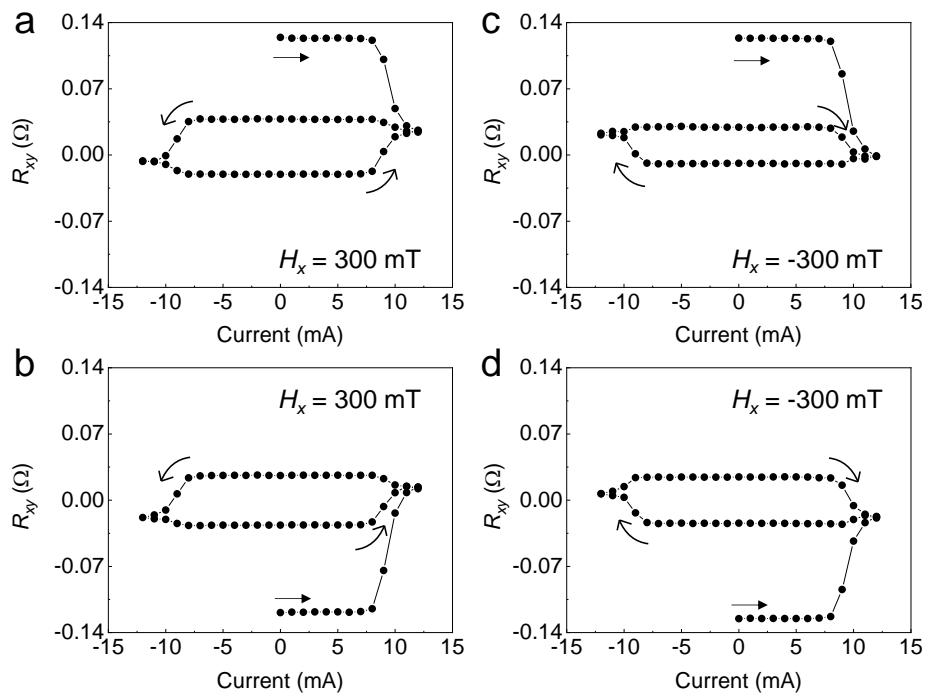 a
0.14
0.07
0.00
-0.07
-0.14
R_xy (Ω)
H_x = 300 mT
-15 -10 -5 0 5 10 15
Current (mA)
c
0.14
0.07
0.00
-0.07
-0.14
R_xy (Ω)
H_x = -300 mT
-15 -10 -5 0 5 10 15
Current (mA)
b
0.14
0.07
0.00
-0.07
-0.14
R_xy (Ω)
H_x = 300 mT
-15 -10 -5 0 5 10 15
Current (mA)
d
0.14
0.07
0.00
-0.07
-0.14
R_xy (Ω)
H_x = -300 mT
-15 -10 -5 0 5 10 15
Current (mA)